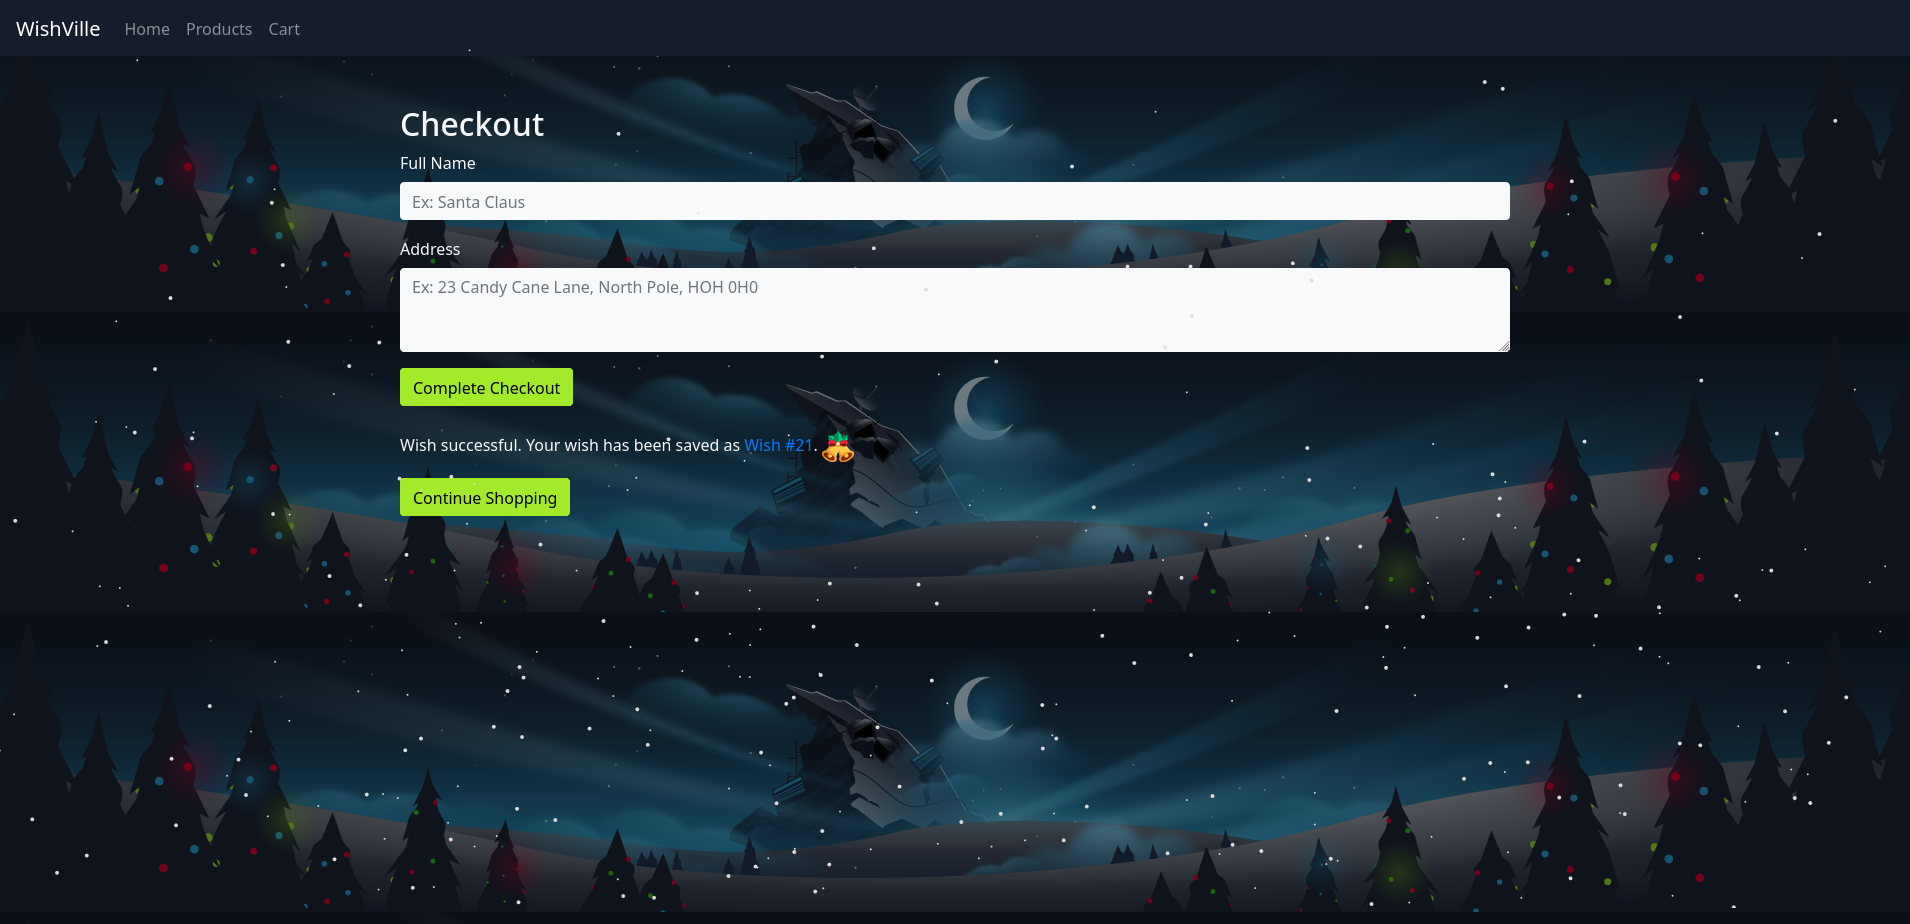 WishVille Home Products Cart
Checkout
Full Name
Ex: Santa Claus
Address
Ex: 23 Candy Cane Lane, North Pole, HOH 0H0
Complete Checkout
Wish successful. Your wish has been saved as Wish #21.
Continue Shopping